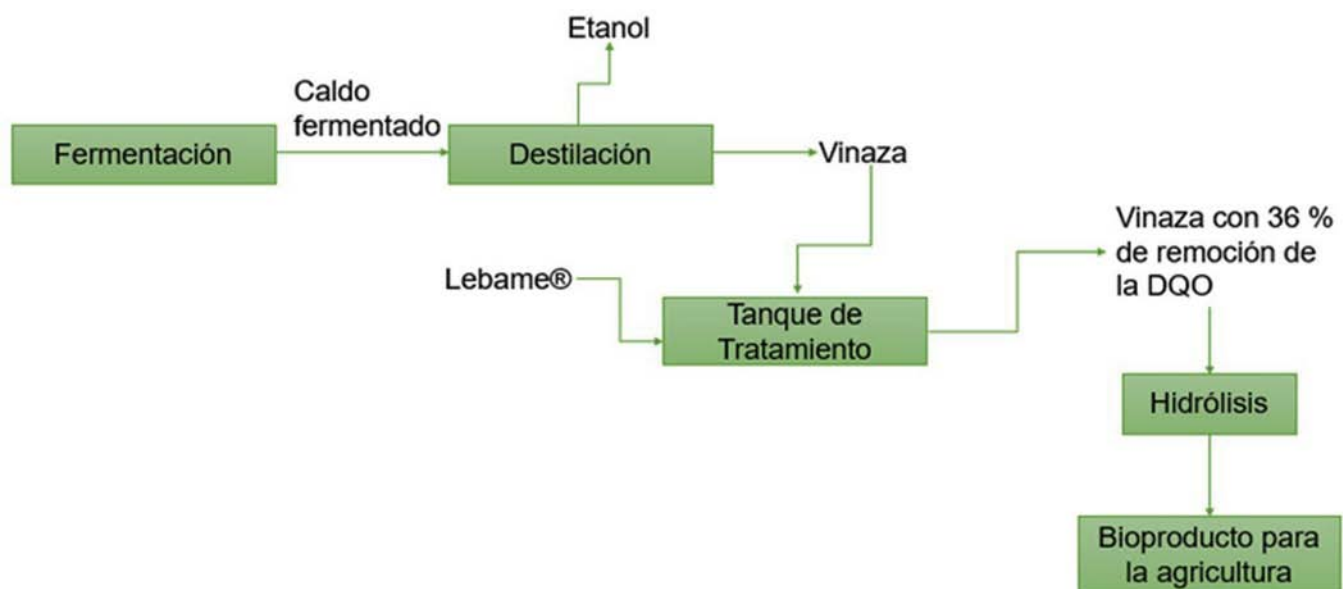 Etanol
Caldo
fermentado
Fermentación
Destilación
Vinaza
Lebame®
Tanque de
Tratamiento
Vinaza con 36 %
de remoción de
la DQO
Hidrólisis
Bioproducto para
la agricultura